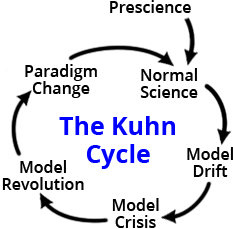 Prescience
Normal
Science
Model
Drift
Model
Crisis
Model
Revolution
Paradigm
Change
The Kuhn
Cycle